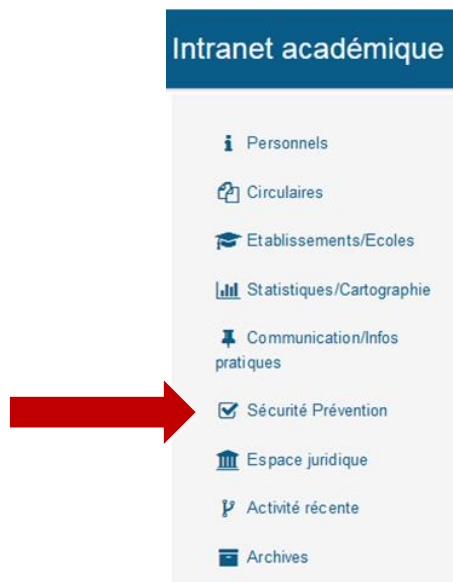 Intranet académique
Personnels
Circulaires
Etablissements/Ecoles
Statistiques/Cartographie
Communication/Infos
pratiques
Sécurité Prévention
Espace juridique
Activité récente
Archives